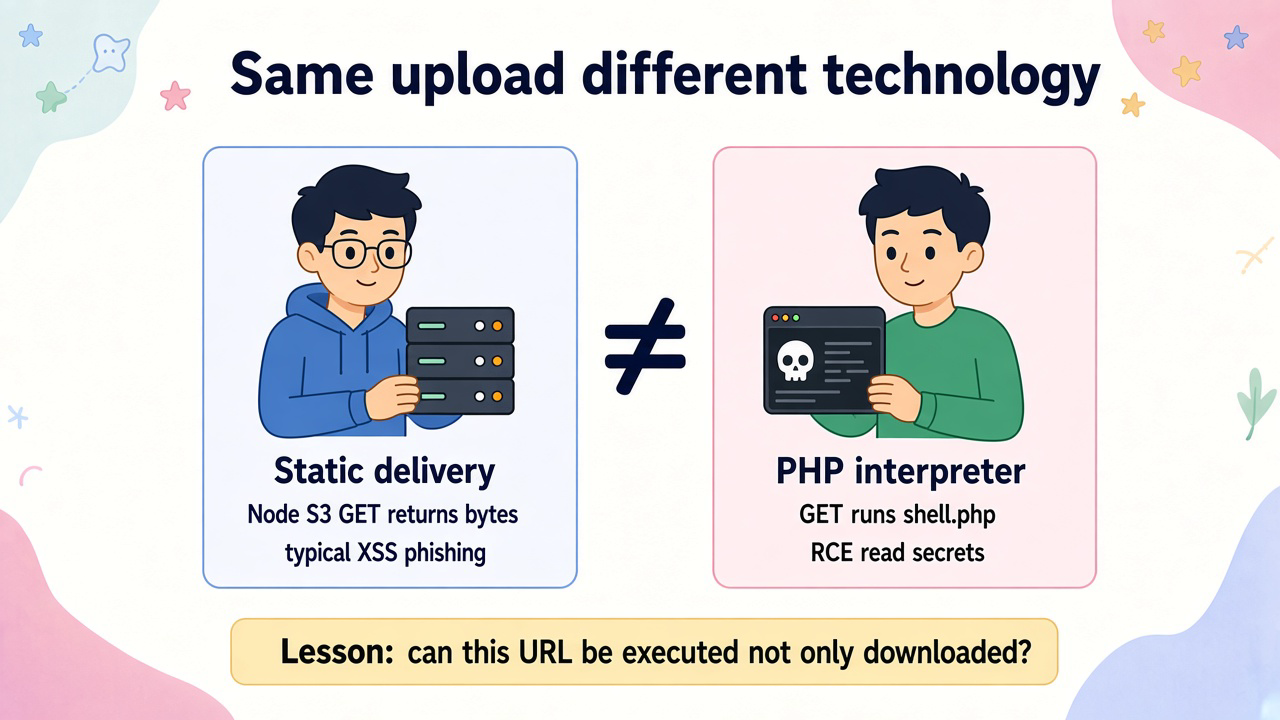 Same upload different technology
Static delivery
Node S3 GET returns bytes
typical XSS phishing
≠
PHP interpreter
GET runs shell.php
RCE read secrets
Lesson: can this URL be executed not only downloaded?